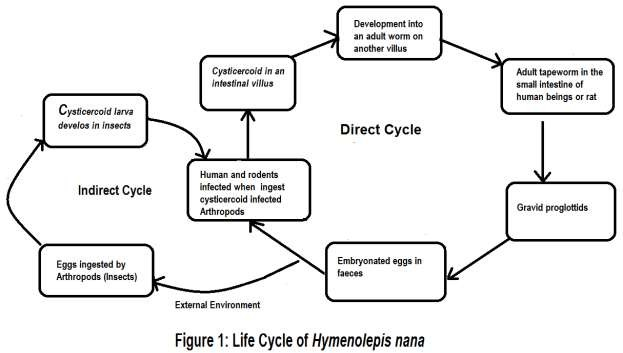 Development into
an adult worm on
another villus
Cysticercoid in an
intestinal villus
Adult tapeworm in the
small intestine of
human beings or rat
Cysticercoid larva
develos in insects
Direct Cycle
Human and rodents
infected when ingest
cysticercoid infected
Arthropods
Indirect Cycle
Gravid proglottids
Eggs ingested by
Arthropods (Insects)
Embryonated eggs in
faeces
External Environment
Figure 1: Life Cycle of Hymenolepis nana